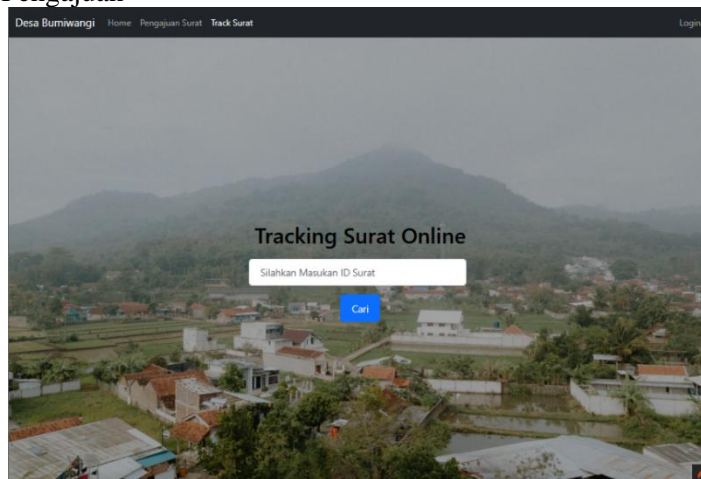 Pengajuan
Desa Bumiwangi Home Pengajuan Surat Track Surat Login
Tracking Surat Online
Silahkan Masukan ID Surat
Cari